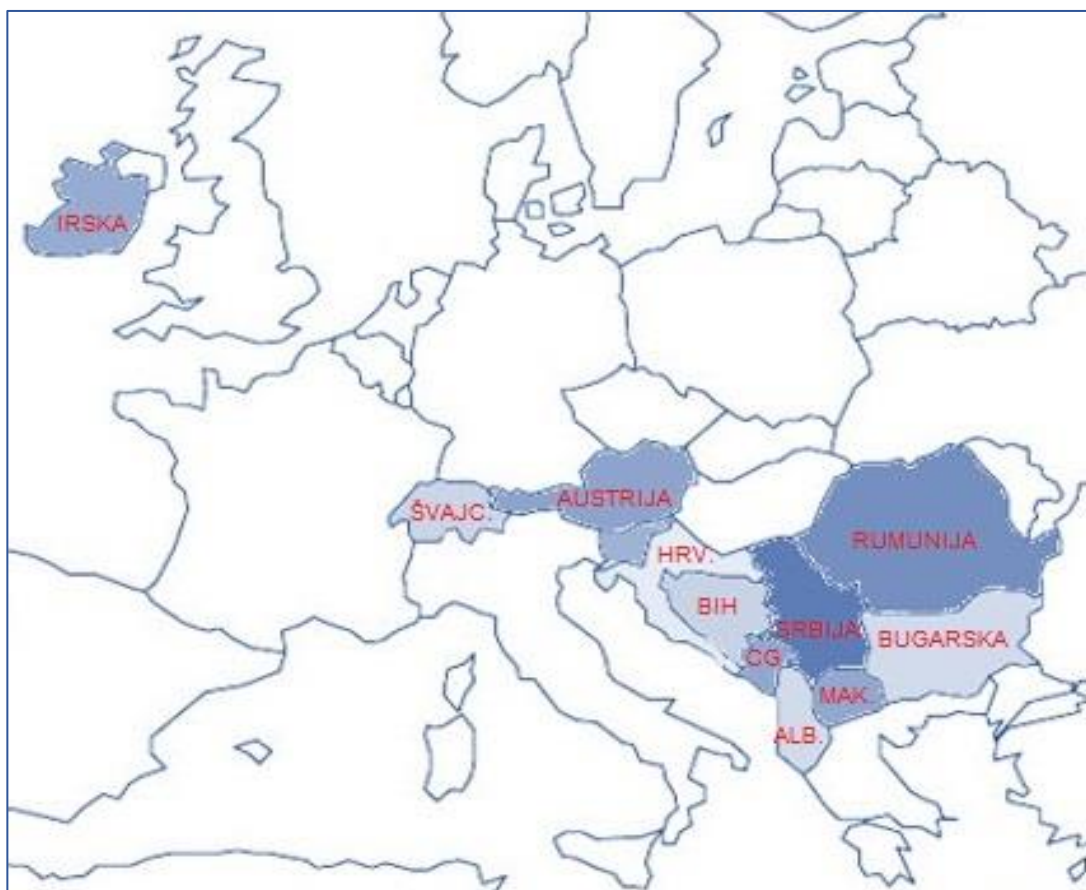 IRSKA
ŠVAJC.
AUSTRIJA
HRV.
RUMUNIJA
BIH
SRBIJA
BUGARSKA
CG
MAK.
ALB.